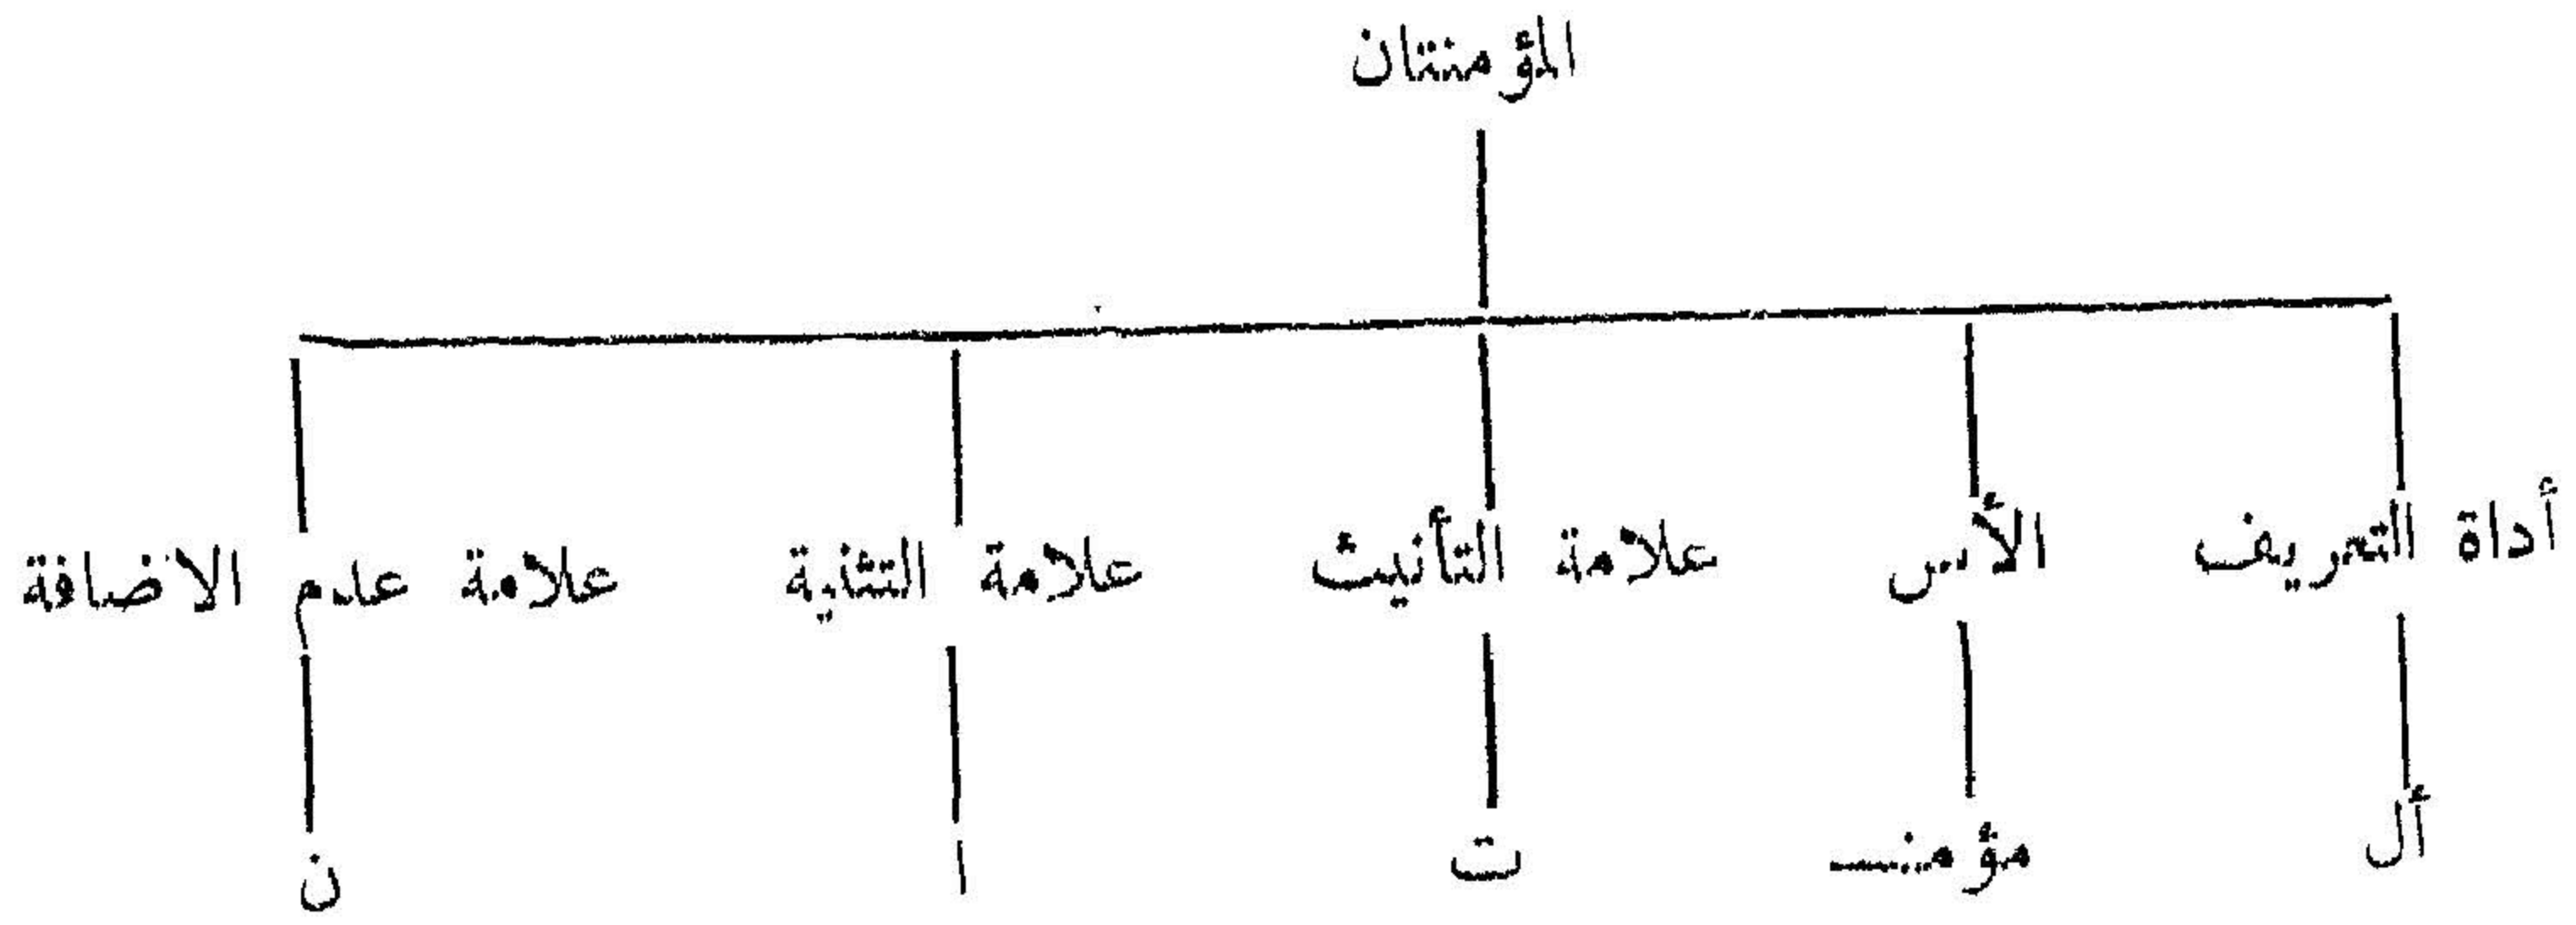 المؤمنتان
أداة التعريف الأس علامة التأنيث علامة التثنية علامة عدم الاضافة
أل مؤمنـ ت ا ن